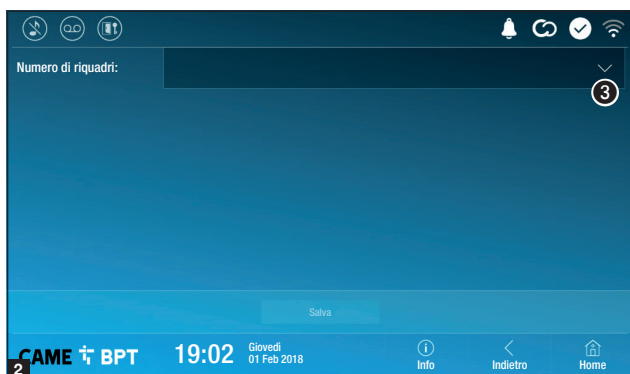 Numero di riquadri:
3
Salva
CAME BPT 19:02 Giovedì
01 Feb 2018
Info Indietro Home
2